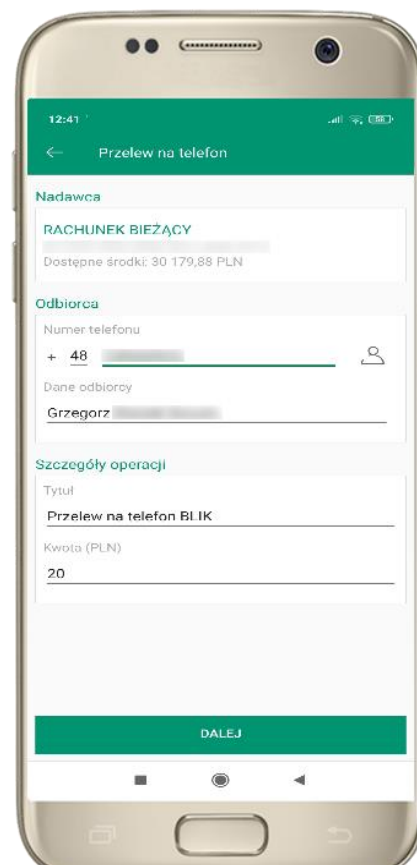 12:41
Przelew na telefon
Nadawca
RACHUNEK BIEŻĄCY
Dostępne środki: 30 179,88 PLN
Odbiorca
Numer telefonu
+ 48
Dane odbiorcy
Grzegorz
Szczegóły operacji
Tytuł
Przelew na telefon BLIK
Kwota (PLN)
20
DALEJ